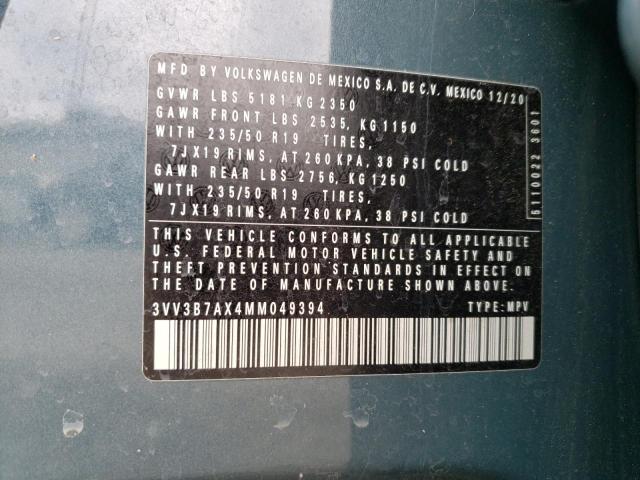 MFD BY VOLKSWAGEN DE MEXICO S.A. DE C.V. MEXICO 12/20
GVWR LBS 5181 KG 2350
GAWR FRONT LBS 2535, KG 1150
WITH 235/50 R19 TIRES,
7JX19 RIMS, AT 260 KPA, 38 PSI COLD
GAWR REAR LBS 2756, KG 1250
WITH 235/50 R19 TIRES,
7JX19 RIMS, AT 260 KPA, 38 PSI COLD
THIS VEHICLE CONFORMS TO ALL APPLICABLE
U.S. FEDERAL MOTOR VEHICLE SAFETY AND
THEFT PREVENTION STANDARDS IN EFFECT ON
THE DATE OF MANUFACTURE SHOWN ABOVE.
3VV3B7AX4MM049394 TYPE: MPV
5110022 3601